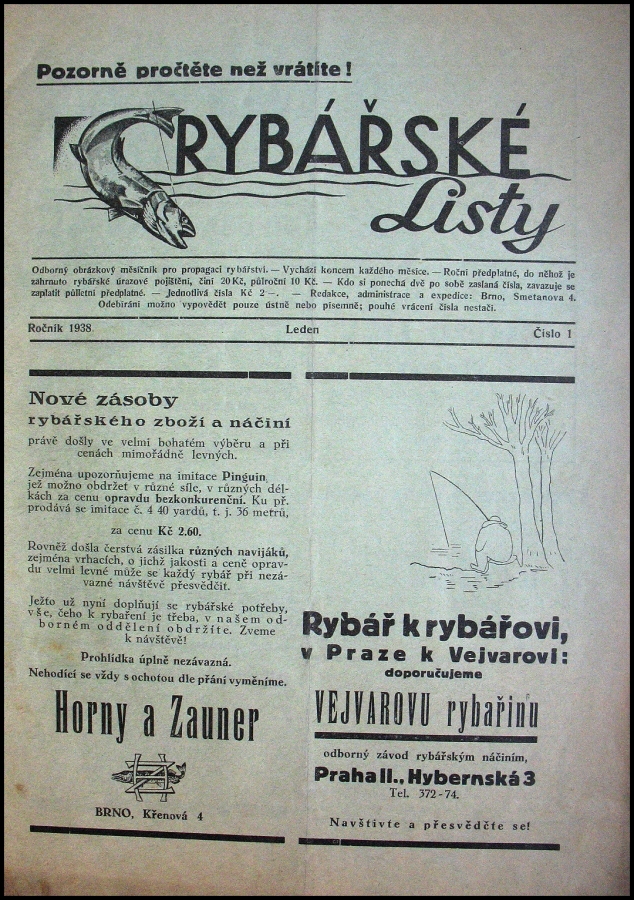 Pozorně pročtěte než vrátíte!
RYBÁŘSKÉ
Listy
Odborný obrázkový měsíčník pro propagaci rybářství. — Vychází koncem každého měsíce. — Roční předplatné, do něhož je
zahrnuto rybářské úrazové pojištění, činí 20 Kč, půlroční 10 Kč. — Kdo si ponechá dvě po sobě zaslaná čísla, zavazuje se
zaplatit půlletní předplatné. — Jednotlivá čísla Kč 2—. — Redakce, administrace a expedice: Brno, Smetanova 4.
Odebírání možno vypovědět pouze ústně nebo písemně; pouhé vrácení čísla nestačí.
Ročník 1938 Leden Číslo 1
Nové zásoby
rybářského zboží a náčiní
právě došly ve velmi bohatém výběru a při
cenách mimořádně levných.
Zejména upozorňujeme na imitace Pinguin,
jež možno obdržet v různé síle, v různých dél-
kách za cenu opravdu bezkonkurenční. Ku př.
prodává se imitace č. 4 40 yardů, t. j. 36 metrů,
za cenu Kč 2.60.
Rovněž došla čerstvá zásilka různých navijáků,
zejména vrhacích, o jichž jakosti a ceně oprav-
du velmi levné může se každý rybář při nezá-
vazné návštěvě přesvědčit.
Ježto už nyní doplňují se rybářské potřeby,
vše, čeho k rybaření je třeba, v našem od-
borném oddělení obdržíte. Zveme
k návštěvě!
Prohlídka úplně nezávazná.
Nehodící se vždy s ochotou dle přání vyměníme.
Horny a Zauner
BRNO, Křenová 4
Rybář k rybářovi,
v Praze k Vejvarovi:
doporučujeme
VEJVAROVU rybařinu
odborný závod rybářským náčiním,
Praha II., Hybernská 3
Tel. 372-74.
Navštivte a přesvědčte se!